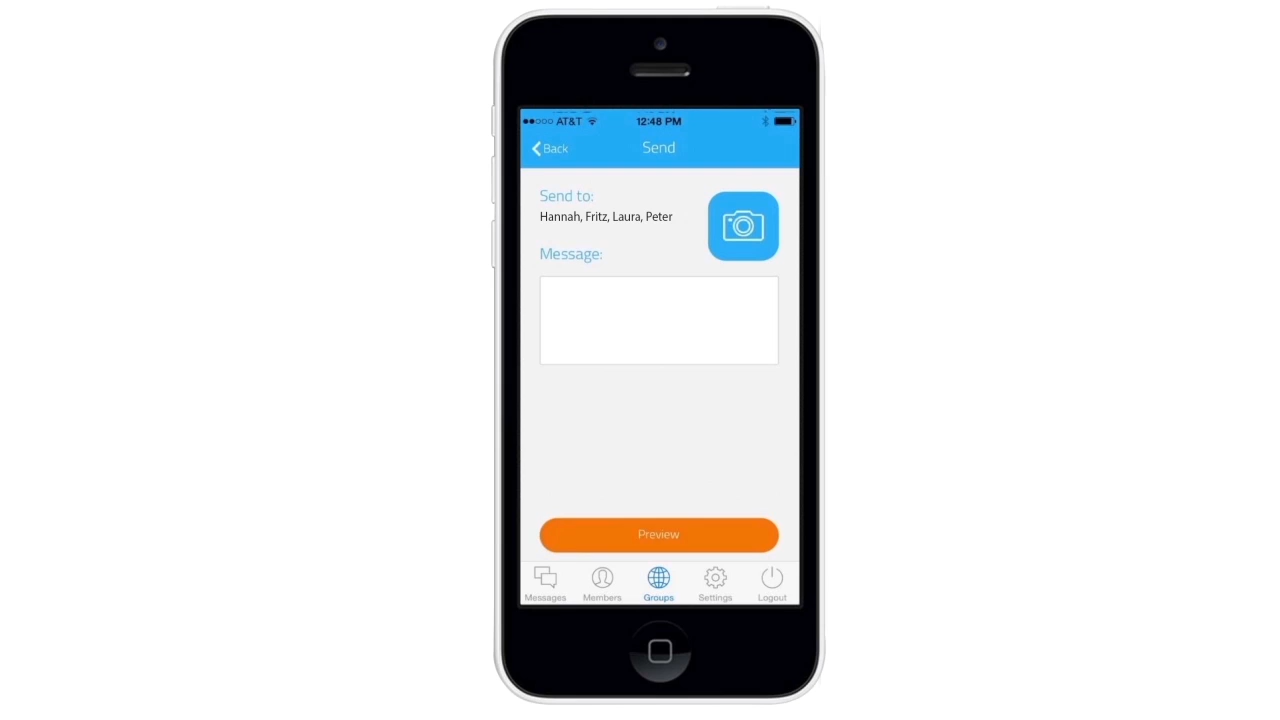 AT&T 12:48 PM
Back Send
Send to:
Hannah, Fritz, Laura, Peter
Message:
Preview
Messages Members Groups Settings Logout